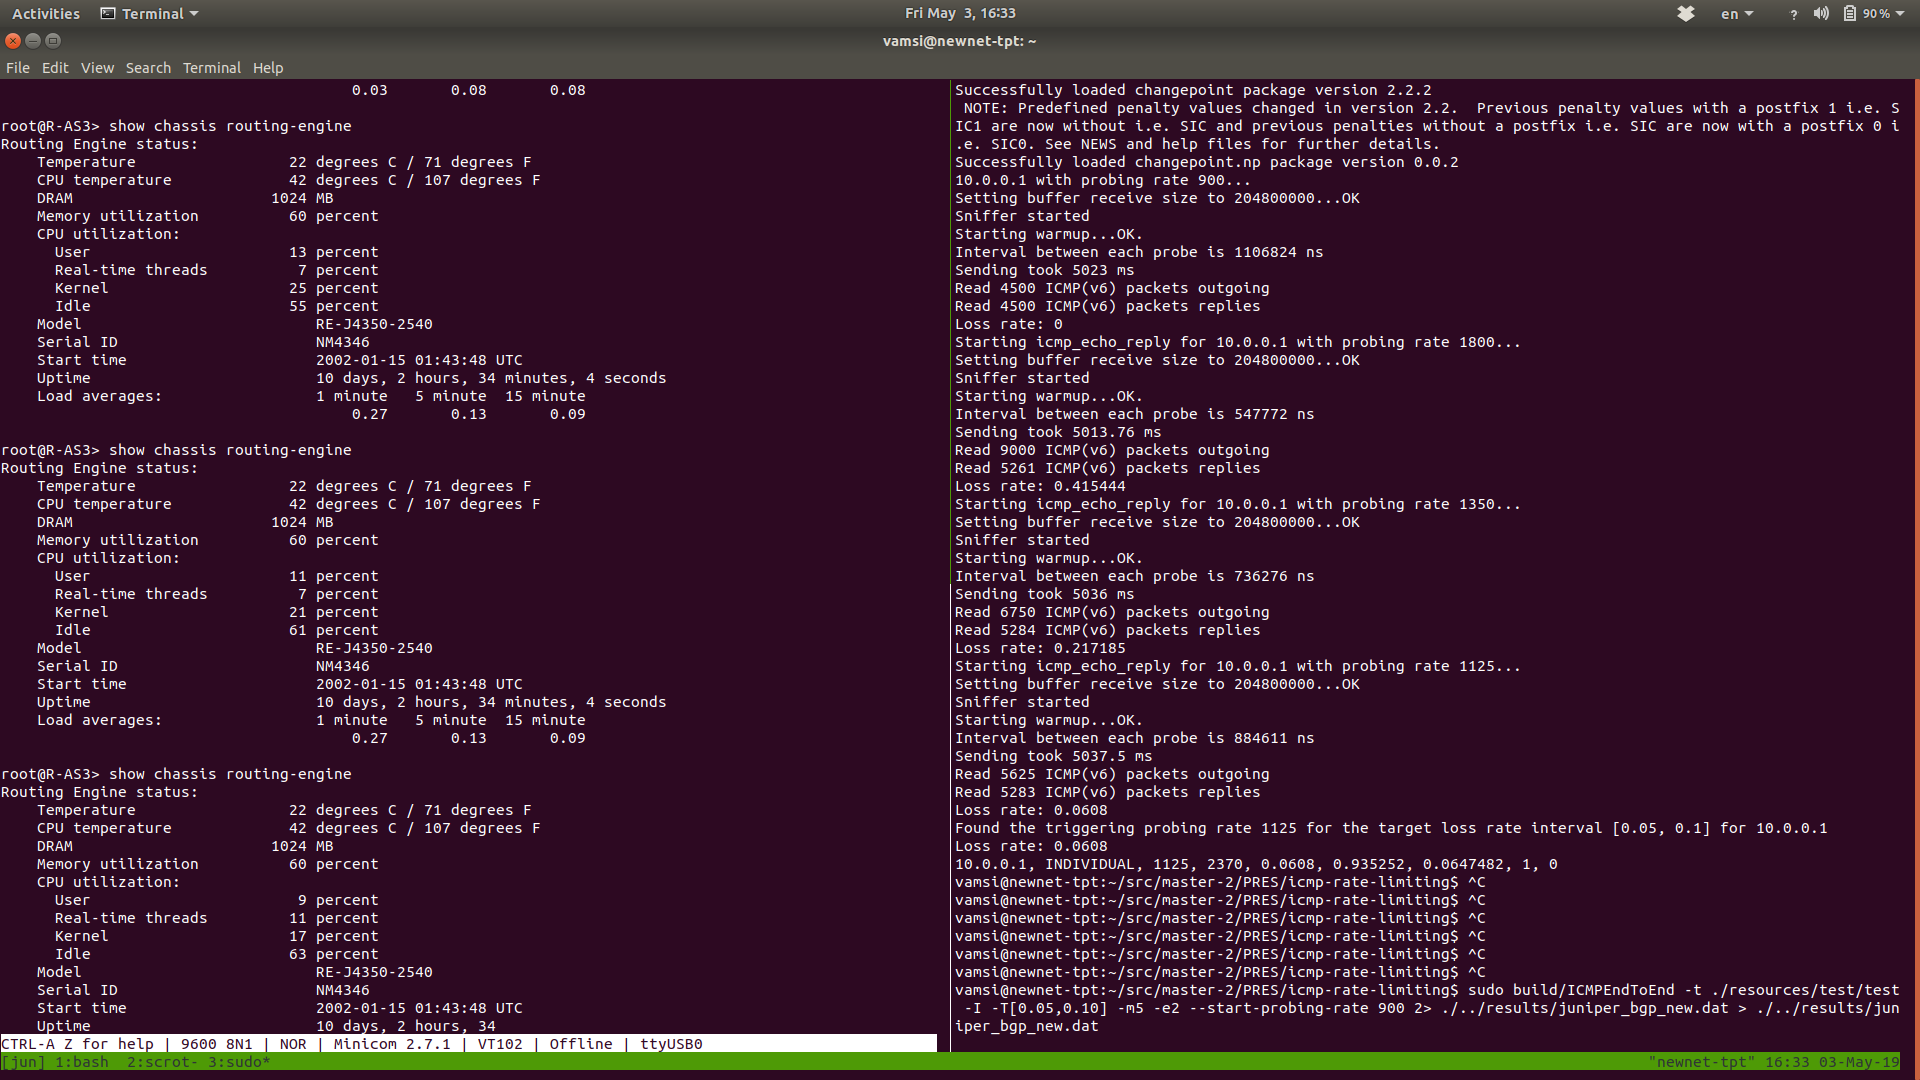 Activities Terminal Fri May 3, 16:33 en ? 90%
vamsi@newnet-tpt: ~
File Edit View Search Terminal Help
0.03 0.08 0.08
root@R-AS3> show chassis routing-engine
Routing Engine status:
Temperature 22 degrees C / 71 degrees F
CPU temperature 42 degrees C / 107 degrees F
DRAM 1024 MB
Memory utilization 60 percent
CPU utilization:
User 13 percent
Real-time threads 7 percent
Kernel 25 percent
Idle 55 percent
Model RE-J4350-2540
Serial ID NM4346
Start time 2002-01-15 01:43:48 UTC
Uptime 10 days, 2 hours, 34 minutes, 4 seconds
Load averages: 1 minute 5 minute 15 minute
0.27 0.13 0.09
root@R-AS3> show chassis routing-engine
Routing Engine status:
Temperature 22 degrees C / 71 degrees F
CPU temperature 42 degrees C / 107 degrees F
DRAM 1024 MB
Memory utilization 60 percent
CPU utilization:
User 11 percent
Real-time threads 7 percent
Kernel 21 percent
Idle 61 percent
Model RE-J4350-2540
Serial ID NM4346
Start time 2002-01-15 01:43:48 UTC
Uptime 10 days, 2 hours, 34 minutes, 4 seconds
Load averages: 1 minute 5 minute 15 minute
0.27 0.13 0.09
root@R-AS3> show chassis routing-engine
Routing Engine status:
Temperature 22 degrees C / 71 degrees F
CPU temperature 42 degrees C / 107 degrees F
DRAM 1024 MB
Memory utilization 60 percent
CPU utilization:
User 9 percent
Real-time threads 11 percent
Kernel 17 percent
Idle 63 percent
Model RE-J4350-2540
Serial ID NM4346
Start time 2002-01-15 01:43:48 UTC
Uptime 10 days, 2 hours, 34
CTRL-A Z for help | 9600 8N1 | NOR | Minicom 2.7.1 | VT102 | Offline | ttyUSB0
Successfully loaded changepoint package version 2.2.2
NOTE: Predefined penalty values changed in version 2.2. Previous penalty values with a postfix 1 i.e. S
IC1 are now without i.e. SIC and previous penalties without a postfix i.e. SIC are now with a postfix 0 i
.e. SIC0. See NEWS and help files for further details.
Successfully loaded changepoint.np package version 0.0.2
10.0.0.1 with probing rate 900...
Setting buffer receive size to 204800000...OK
Sniffer started
Starting warmup...OK.
Interval between each probe is 1106824 ns
Sending took 5023 ms
Read 4500 ICMP(v6) packets outgoing
Read 4500 ICMP(v6) packets replies
Loss rate: 0
Starting icmp_echo_reply for 10.0.0.1 with probing rate 1800...
Setting buffer receive size to 204800000...OK
Sniffer started
Starting warmup...OK.
Interval between each probe is 547772 ns
Sending took 5013.76 ms
Read 9000 ICMP(v6) packets outgoing
Read 5261 ICMP(v6) packets replies
Loss rate: 0.415444
Starting icmp_echo_reply for 10.0.0.1 with probing rate 1350...
Setting buffer receive size to 204800000...OK
Sniffer started
Starting warmup...OK.
Interval between each probe is 736276 ns
Sending took 5036 ms
Read 6750 ICMP(v6) packets outgoing
Read 5284 ICMP(v6) packets replies
Loss rate: 0.217185
Starting icmp_echo_reply for 10.0.0.1 with probing rate 1125...
Setting buffer receive size to 204800000...OK
Sniffer started
Starting warmup...OK.
Interval between each probe is 884611 ns
Sending took 5037.5 ms
Read 5625 ICMP(v6) packets outgoing
Read 5283 ICMP(v6) packets replies
Loss rate: 0.0608
Found the triggering probing rate 1125 for the target loss rate interval [0.05, 0.1] for 10.0.0.1
Loss rate: 0.0608
10.0.0.1, INDIVIDUAL, 1125, 2370, 0.0608, 0.935252, 0.0647482, 1, 0
vamsi@newnet-tpt:~/src/master-2/PRES/icmp-rate-limiting$ ^C
vamsi@newnet-tpt:~/src/master-2/PRES/icmp-rate-limiting$ ^C
vamsi@newnet-tpt:~/src/master-2/PRES/icmp-rate-limiting$ ^C
vamsi@newnet-tpt:~/src/master-2/PRES/icmp-rate-limiting$ ^C
vamsi@newnet-tpt:~/src/master-2/PRES/icmp-rate-limiting$ ^C
vamsi@newnet-tpt:~/src/master-2/PRES/icmp-rate-limiting$ ^C
vamsi@newnet-tpt:~/src/master-2/PRES/icmp-rate-limiting$ sudo build/ICMPEndToEnd -t ./resources/test/test
-I -T[0.05,0.10] -m5 -e2 --start-probing-rate 900 2> ./../results/juniper_bgp_new.dat > ./../results/jun
iper_bgp_new.dat
[jun] 1:bash 2:scrot- 3:sudo* "newnet-tpt" 16:33 03-May-19